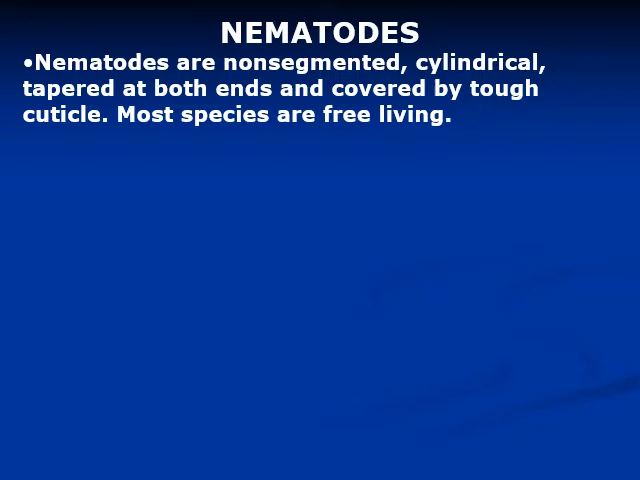 NEMATODES
•Nematodes are nonsegmented, cylindrical,
tapered at both ends and covered by tough
cuticle. Most species are free living.